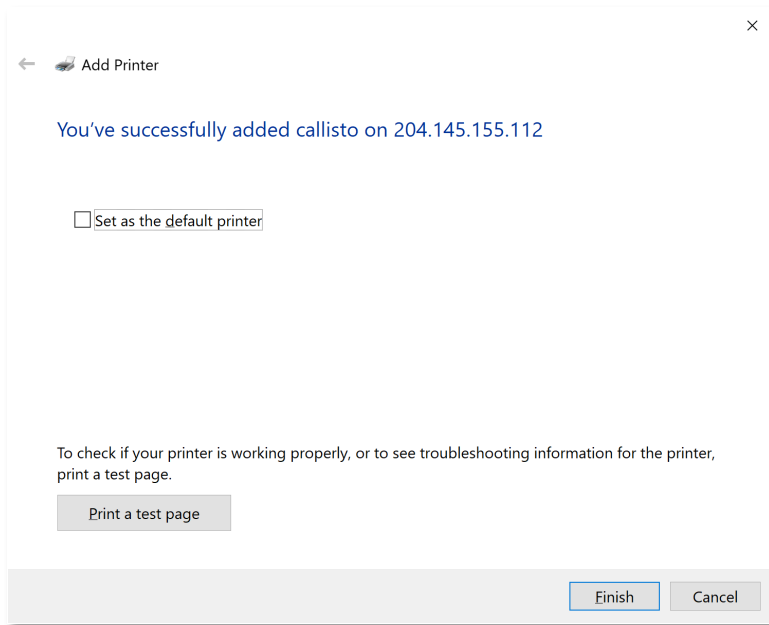 Add Printer
You've successfully added callisto on 204.145.155.112
Set as the default printer
To check if your printer is working properly, or to see troubleshooting information for the printer,
print a test page.
Print a test page
Finish
Cancel